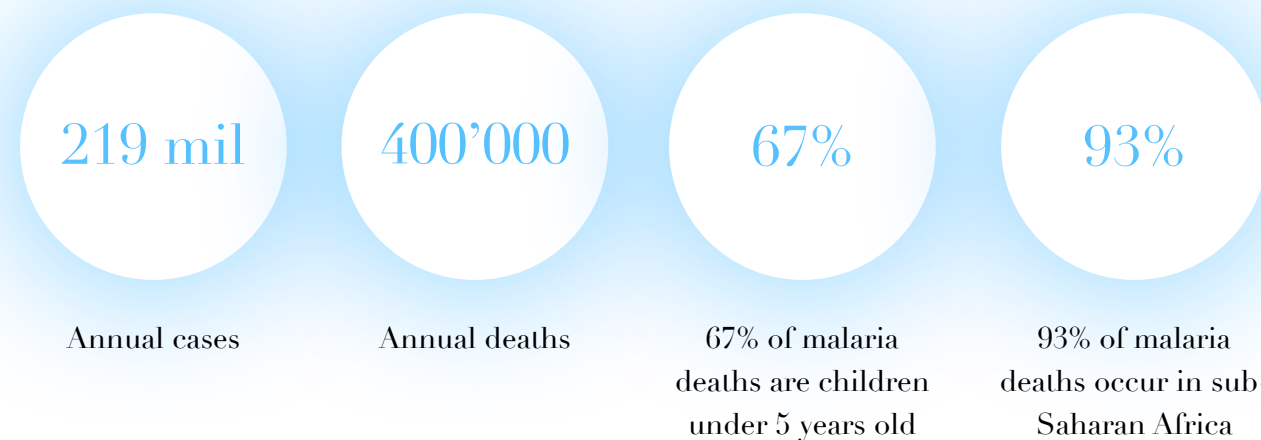 219 mil
400’000
67%
93%
Annual cases
Annual deaths
67% of malaria
deaths are children
under 5 years old
93% of malaria
deaths occur in sub-
Saharan Africa